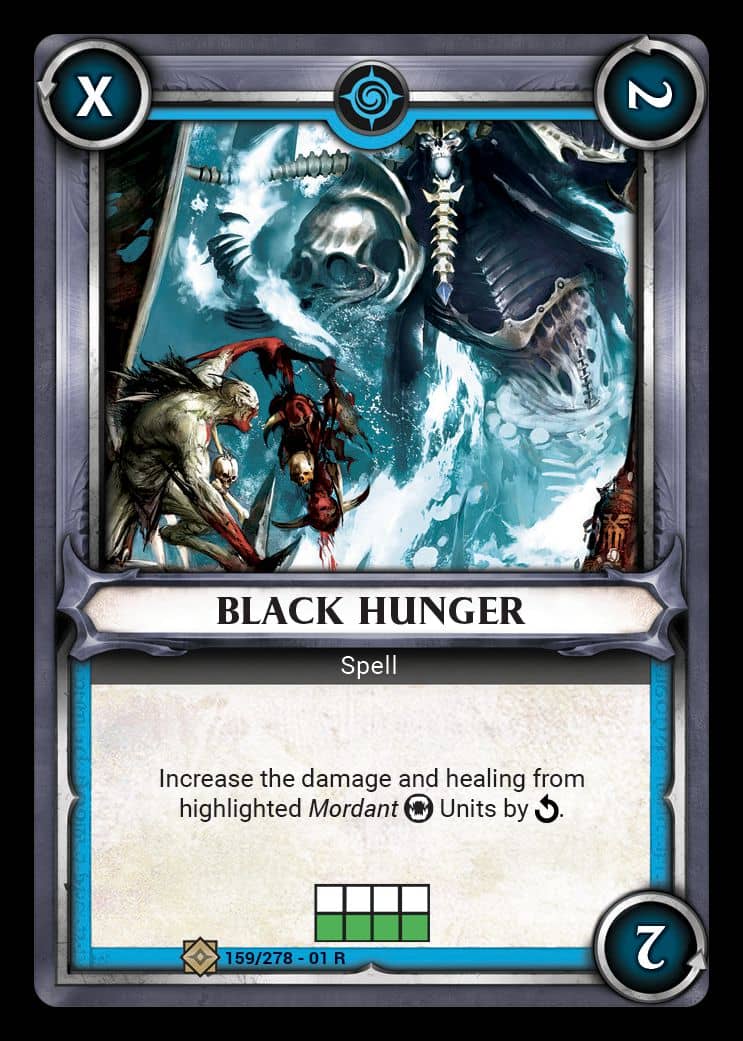 X
2
BLACK HUNGER
Spell
Increase the damage and healing from
highlighted Mordant Units by .
159/278 - 01 R
2